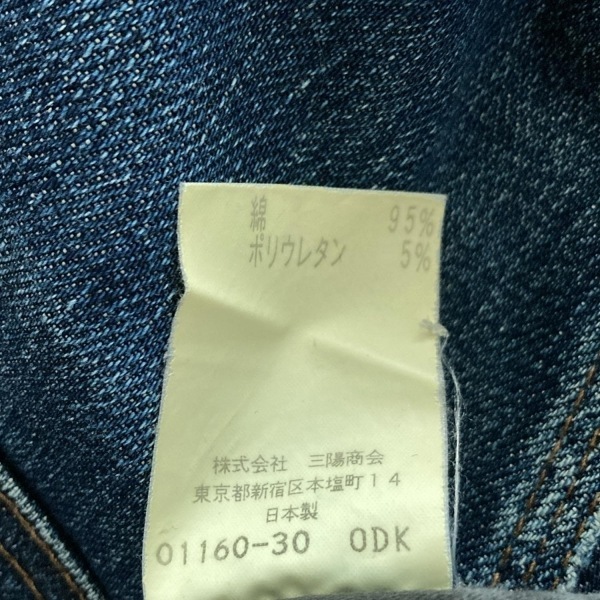 綿 95%
ポリウレタン 5%
株式会社 三陽商会
東京都新宿区本塩町14
日本製
01160-30 0DK